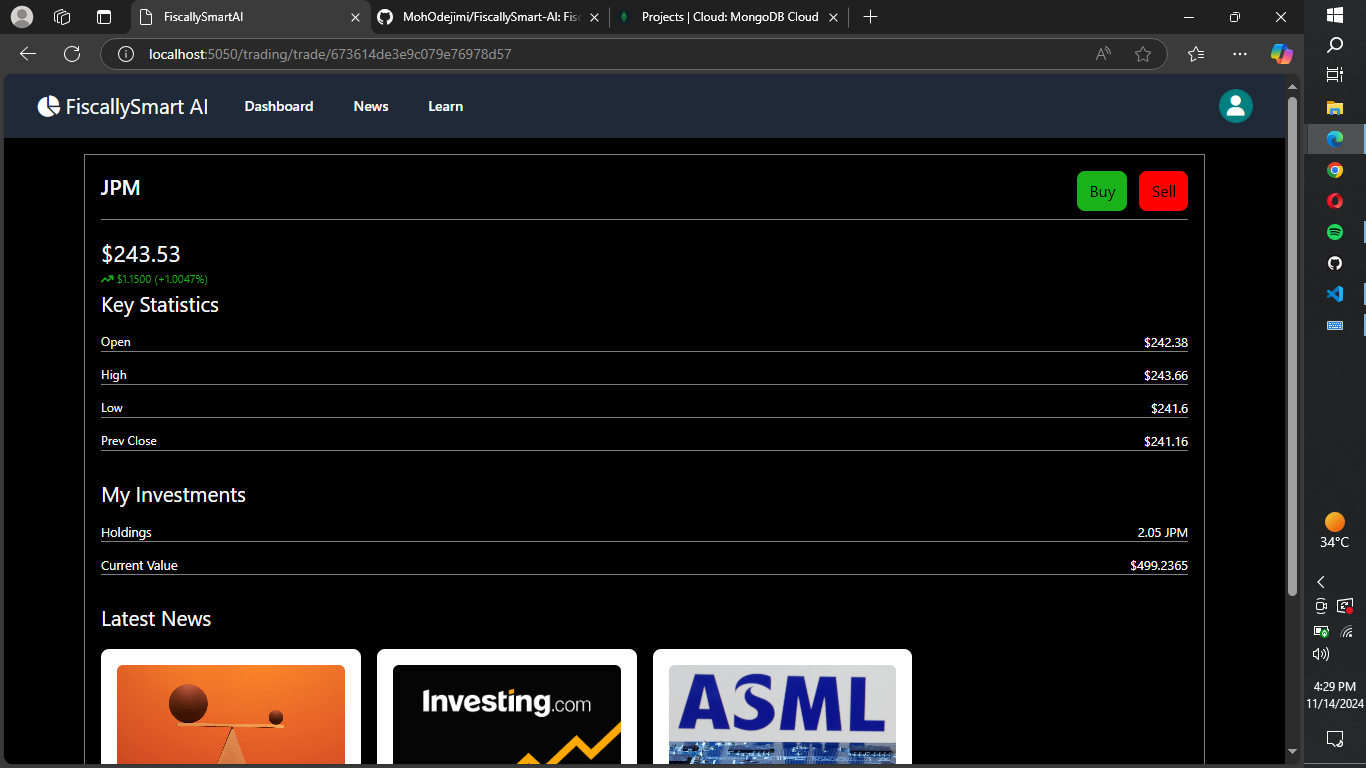 FiscallySmartAI
MohOdejimi/FiscallySmart-AI: Fisc
Projects | Cloud: MongoDB Cloud
localhost:5050/trading/trade/673614de3e9c079e76978d57
FiscallySmart AI
Dashboard
News
Learn
JPM
Buy
Sell
$243.53
$1.1500 (+1.0047%)
Key Statistics
Open $242.38
High $243.66
Low $241.6
Prev Close $241.16
My Investments
Holdings 2.05 JPM
Current Value $499.2365
Latest News
Investing.com
ASML
34°C
4:29 PM
11/14/2024